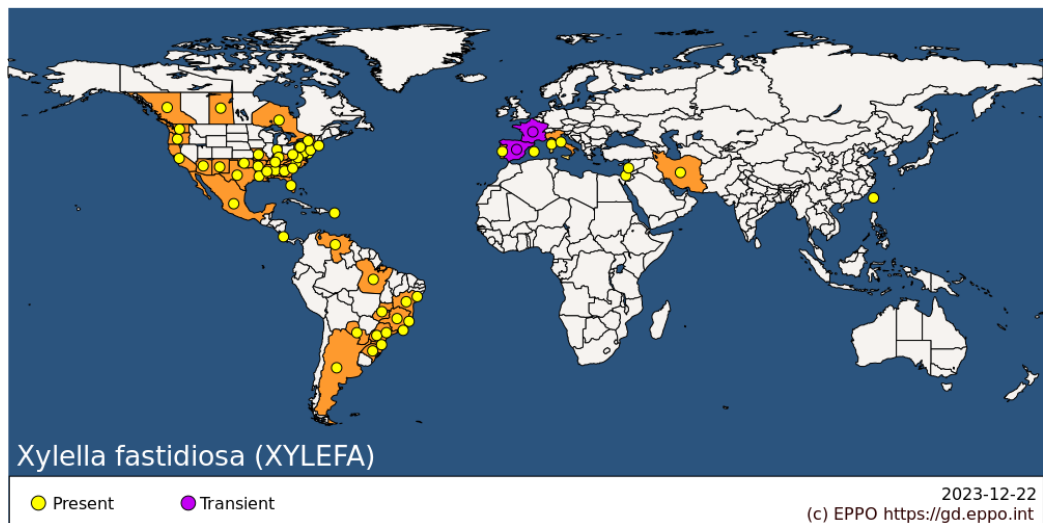 Xylella fastidiosa (XYLEFA)
Present
Transient
2023-12-22
(c) EPPO https://gd.eppo.int